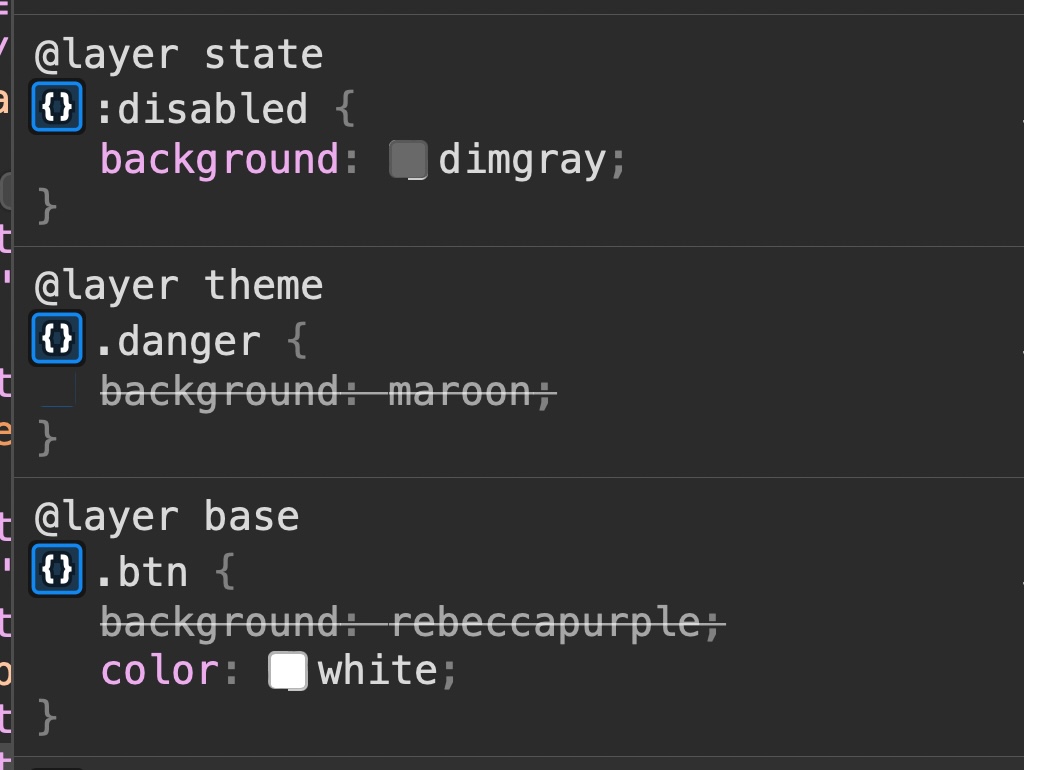 @layer state
{} :disabled {
background: dimgray;
}
@layer theme
{} .danger {
background: maroon;
}
@layer base
{} .btn {
background: rebeccapurple;
color: white;
}